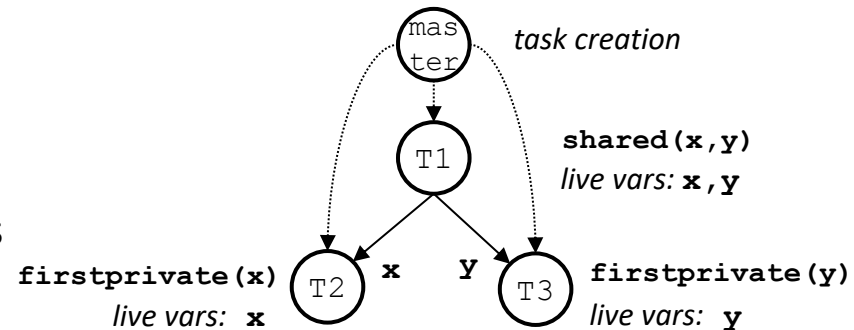 mas
ter
task creation
T1
shared(x,y)
live vars: x,y
firstprivate(x)
live vars: x
T2
x
y
T3
firstprivate(y)
live vars: y